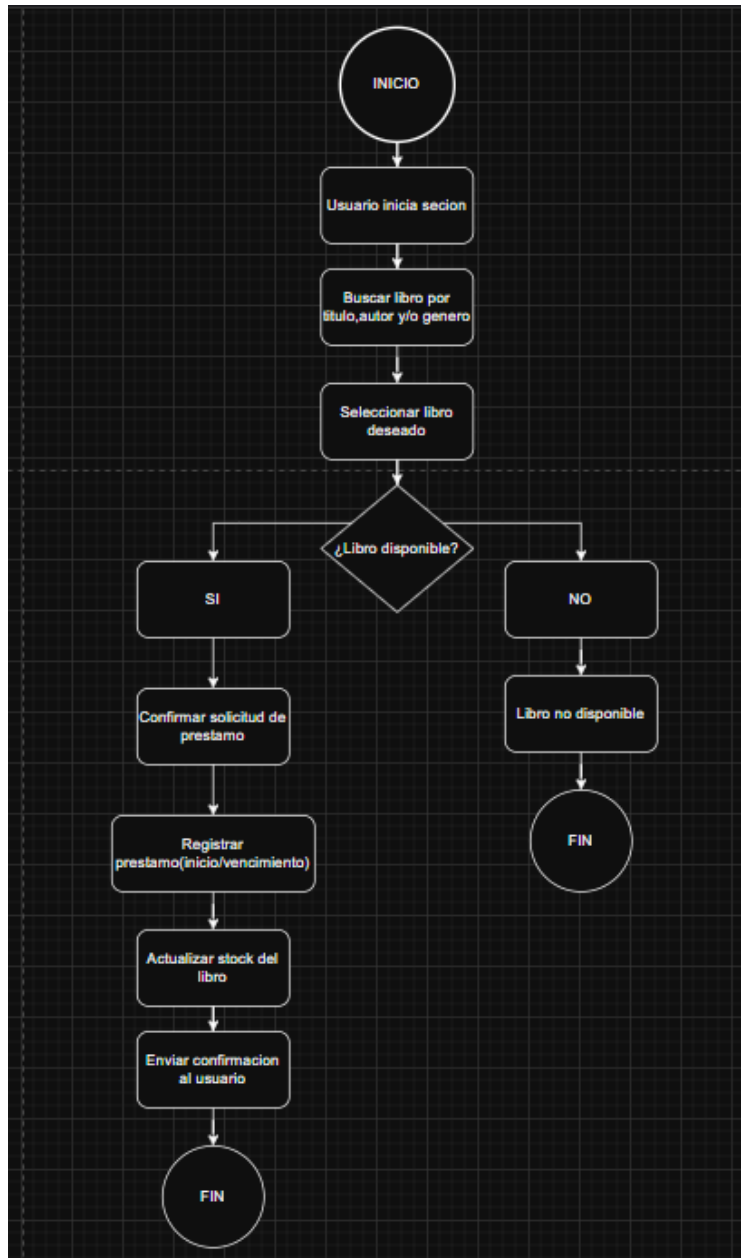 INICIO
Usuario inicia secion
Buscar libro por
titulo,autor y/o genero
Seleccionar libro
deseado
¿Libro disponible?
SI
NO
Confirmar solicitud de
prestamo
Libro no disponible
Registrar
prestamo(inicio/vencimiento)
FIN
Actualizar stock del
libro
Enviar confirmacion
al usuario
FIN